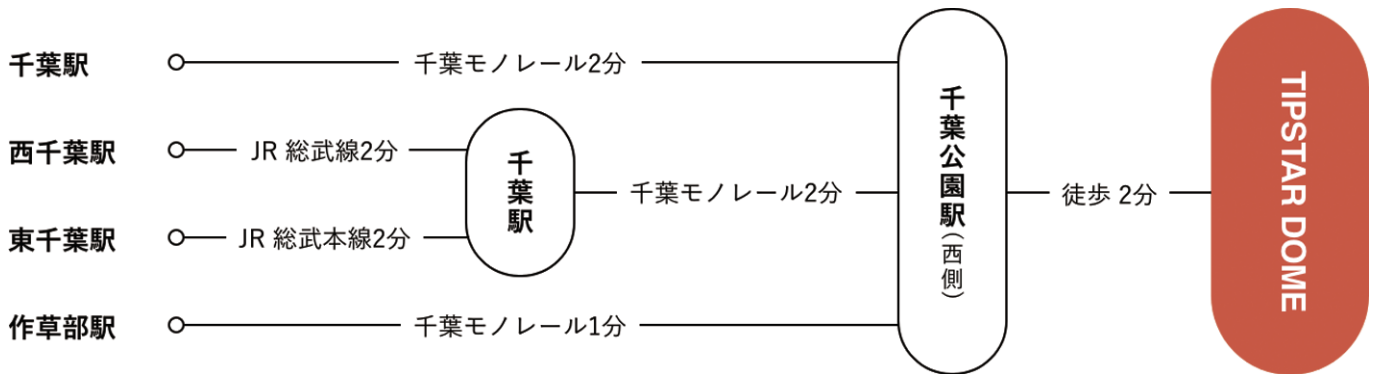 千葉駅
千葉モノレール2分
西千葉駅
JR 総武線2分
東千葉駅
JR 総武本線2分
千葉駅
千葉モノレール2分
作草部駅
千葉モノレール1分
千葉公園駅(西側)
徒歩 2分
TIPSTAR DOME